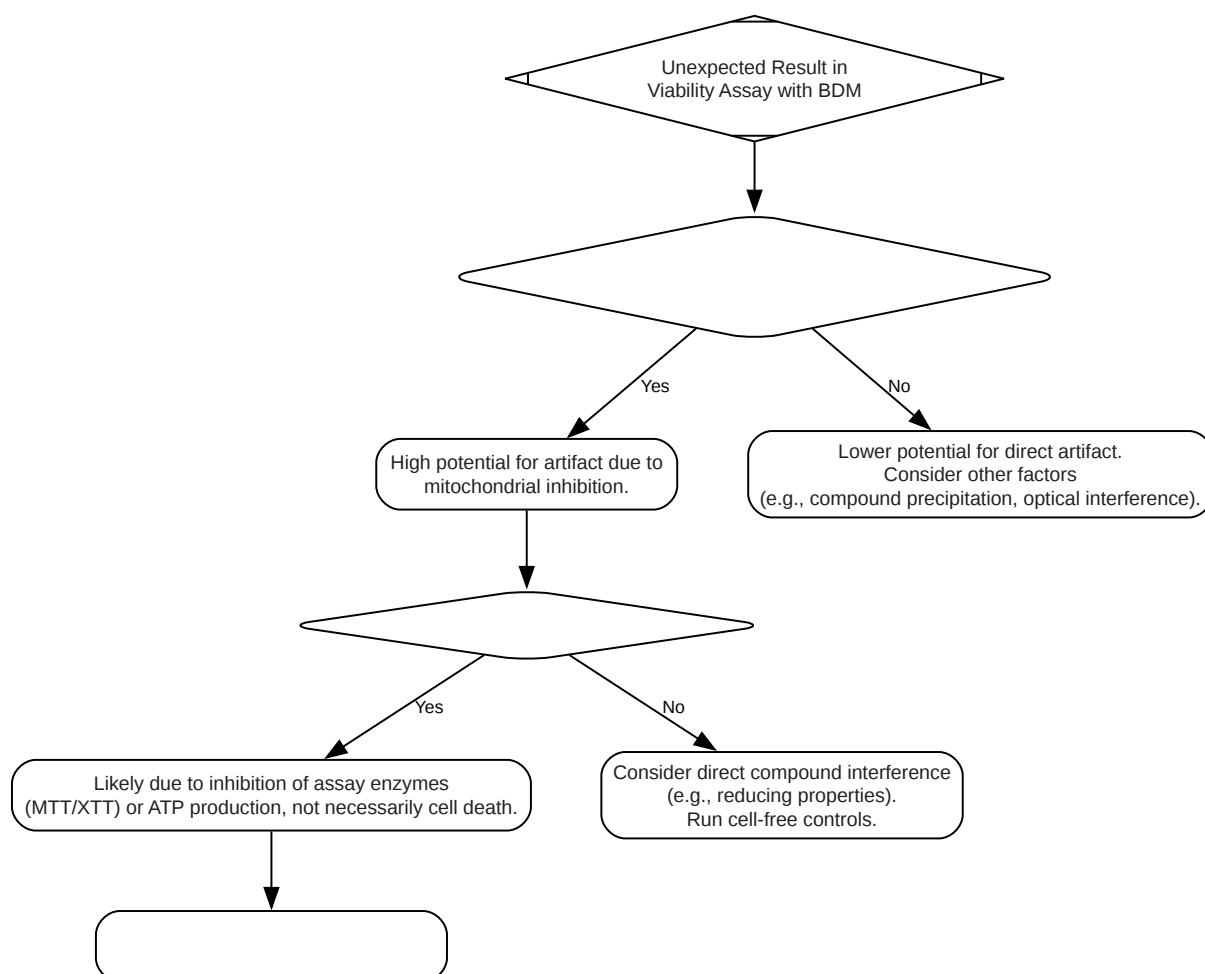 Unexpected Result in
Viability Assay with BDM
Yes
No
High potential for artifact due to
mitochondrial inhibition.
Lower potential for direct artifact.
Consider other factors
(e.g., compound precipitation, optical interference).
Yes
No
Likely due to inhibition of assay enzymes
(MTT/XTT) or ATP production, not necessarily cell death.
Consider direct compound interference
(e.g., reducing properties).
Run cell-free controls.